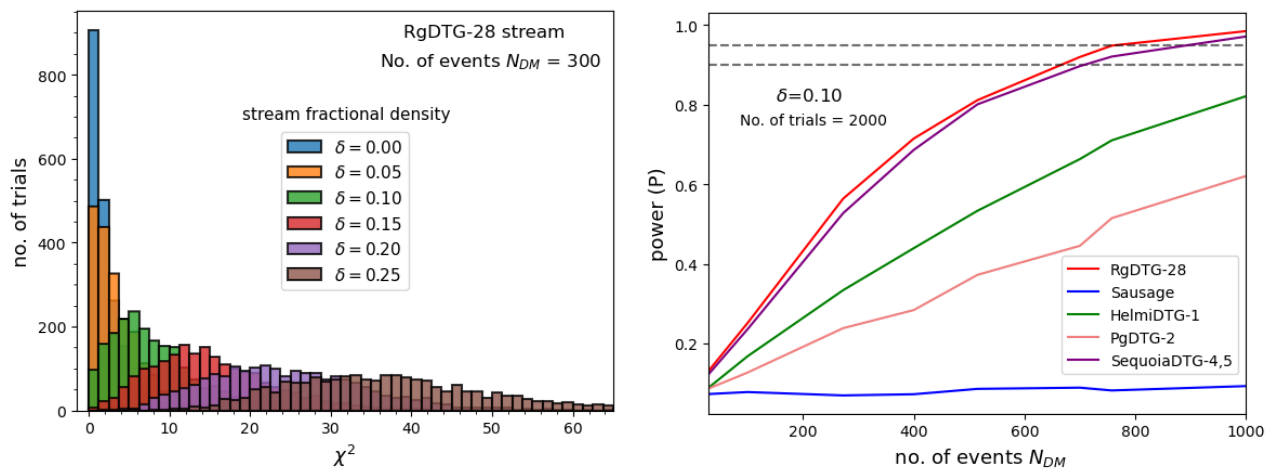 RgDTG-28 stream
No. of events N_DM = 300
stream fractional density
δ = 0.00
δ = 0.05
δ = 0.10
δ = 0.15
δ = 0.20
δ = 0.25
no. of trials
800
600
400
200
0
0 10 20 30 40 50 60
χ²
1.0
0.8
0.6
0.4
0.2
power (P)
δ=0.10
No. of trials = 2000
RgDTG-28
Sausage
HelmiDTG-1
PgDTG-2
SequoiaDTG-4,5
200 400 600 800 1000
no. of events N_DM